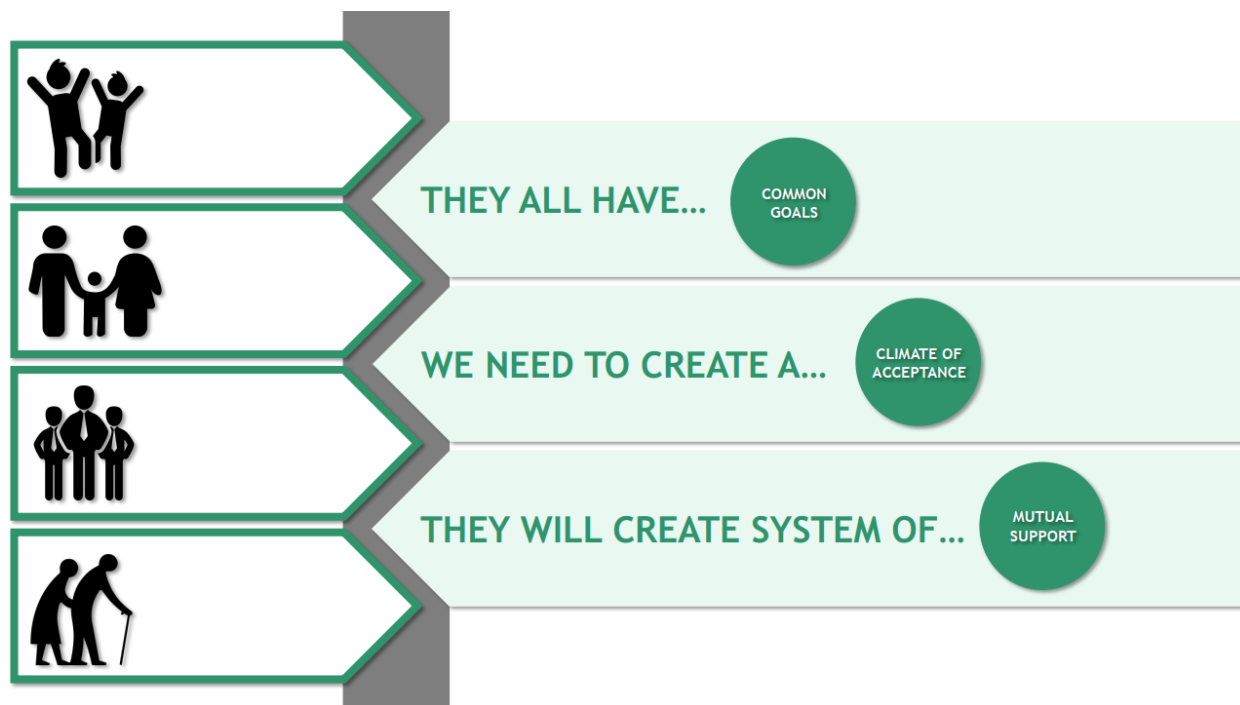 THEY ALL HAVE...
COMMON
GOALS
WE NEED TO CREATE A...
CLIMATE OF
ACCEPTANCE
THEY WILL CREATE SYSTEM OF...
MUTUAL
SUPPORT